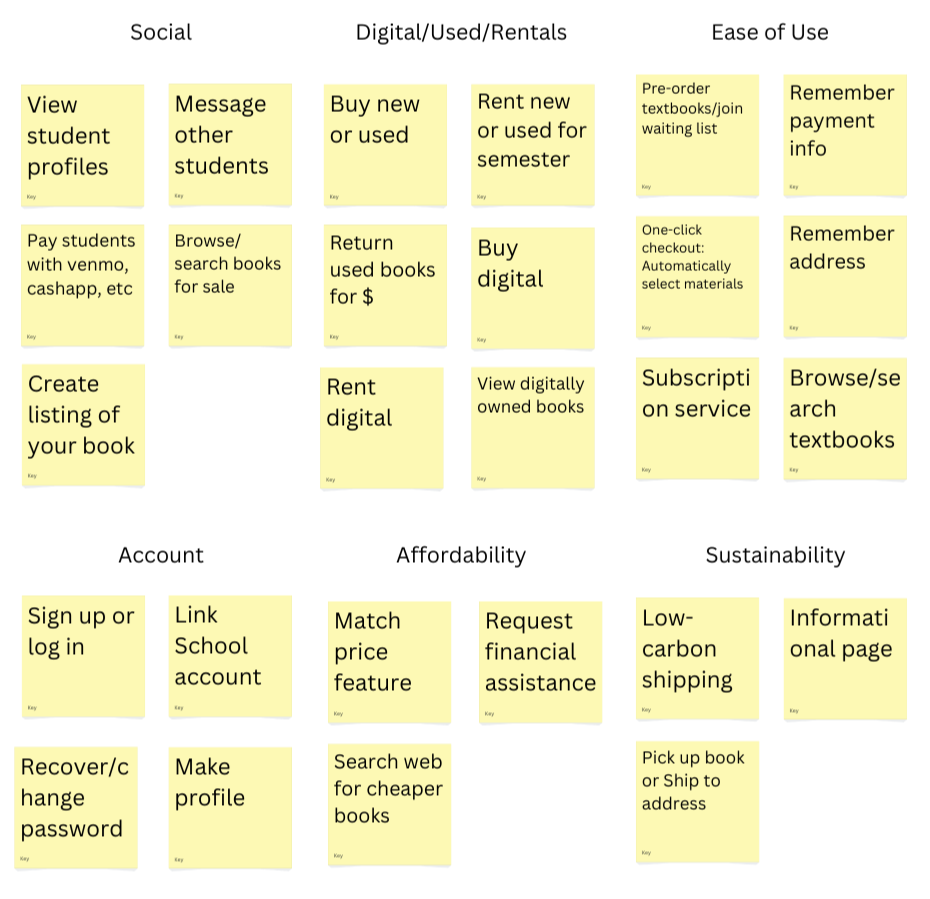 Social
View
student
profiles
Key
Message
other
students
Key
Pay students
with venmo,
cashapp, etc
Key
Browse/
search books
for sale
Key
Create
listing of
your book
Key
Digital/Used/Rentals
Buy new
or used
Key
Rent new
or used for
semester
Key
Return
used books
for $
Key
Buy
digital
Key
Rent
digital
Key
View digitally
owned books
Key
Ease of Use
Pre-order
textbooks/join
waiting list
Key
Remember
payment
info
Key
One-click
checkout:
Automatically
select materials
Key
Remember
address
Key
Subscripti
on service
Key
Browse/se
arch
textbooks
Key
Account
Sign up or
log in
Key
Link
School
account
Key
Recover/c
hange
password
Key
Make
profile
Key
Affordability
Match
price
feature
Key
Request
financial
assistance
Key
Search web
for cheaper
books
Key
Sustainability
Low-
carbon
shipping
Key
Informati
onal page
Key
Pick up book
or Ship to
address
Key